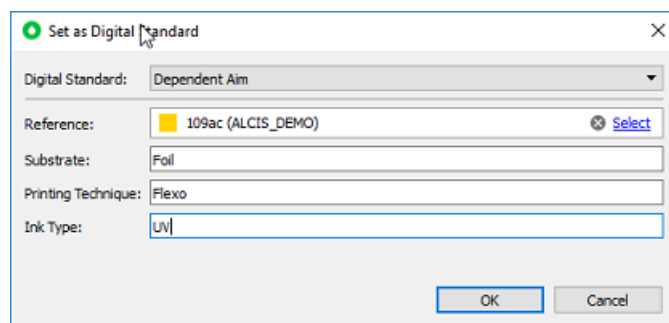 Set as Digital Standard
Digital Standard: Dependent Aim
Reference: 109ac (ALCIS_DEMO) Select
Substrate: Foil
Printing Technique: Flexo
Ink Type: UV
OK Cancel